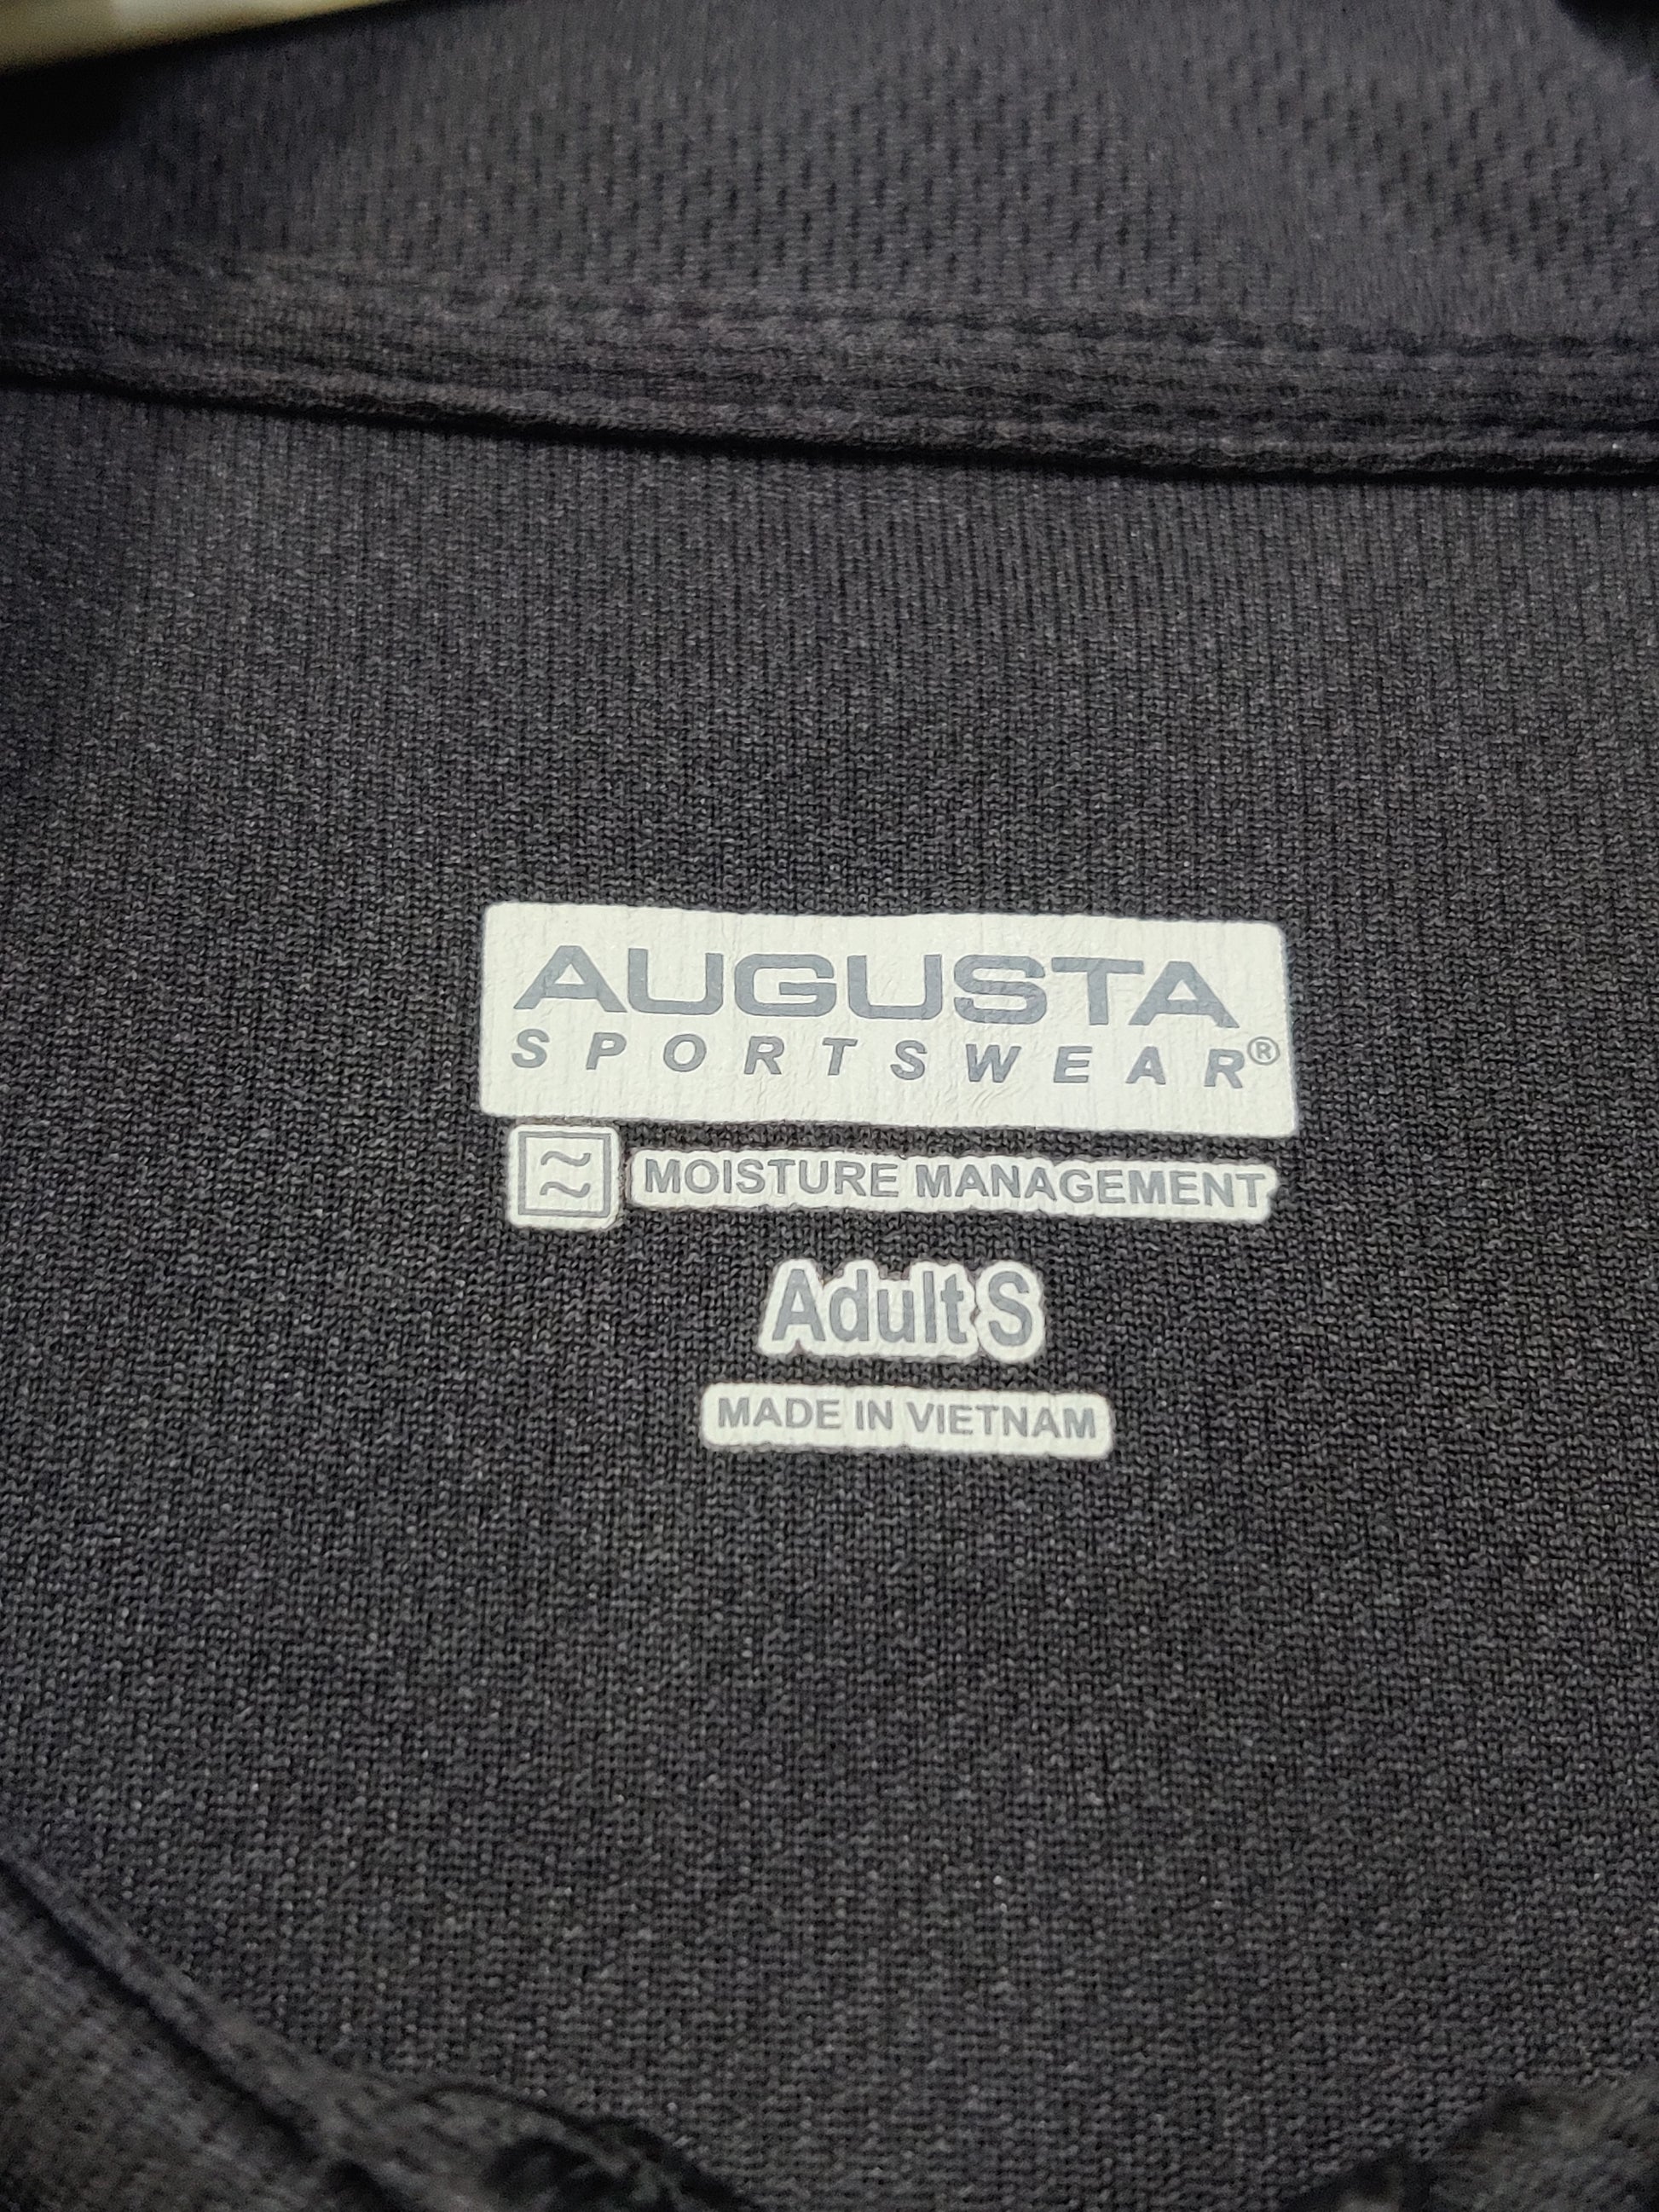 AUGUSTA
SPORTSWEAR®
MOISTURE MANAGEMENT
Adult S
MADE IN VIETNAM